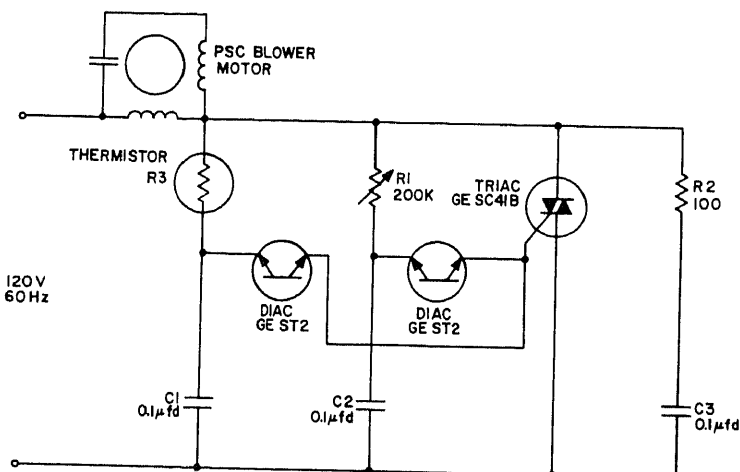 PSC BLOWER
MOTOR
THERMISTOR
R3
R1
200K
TRIAC
GE SC41B
R2
100
120V
60Hz
DIAC
GE ST2
DIAC
GE ST2
C1
0.1μfd
C2
0.1μfd
C3
0.1μfd